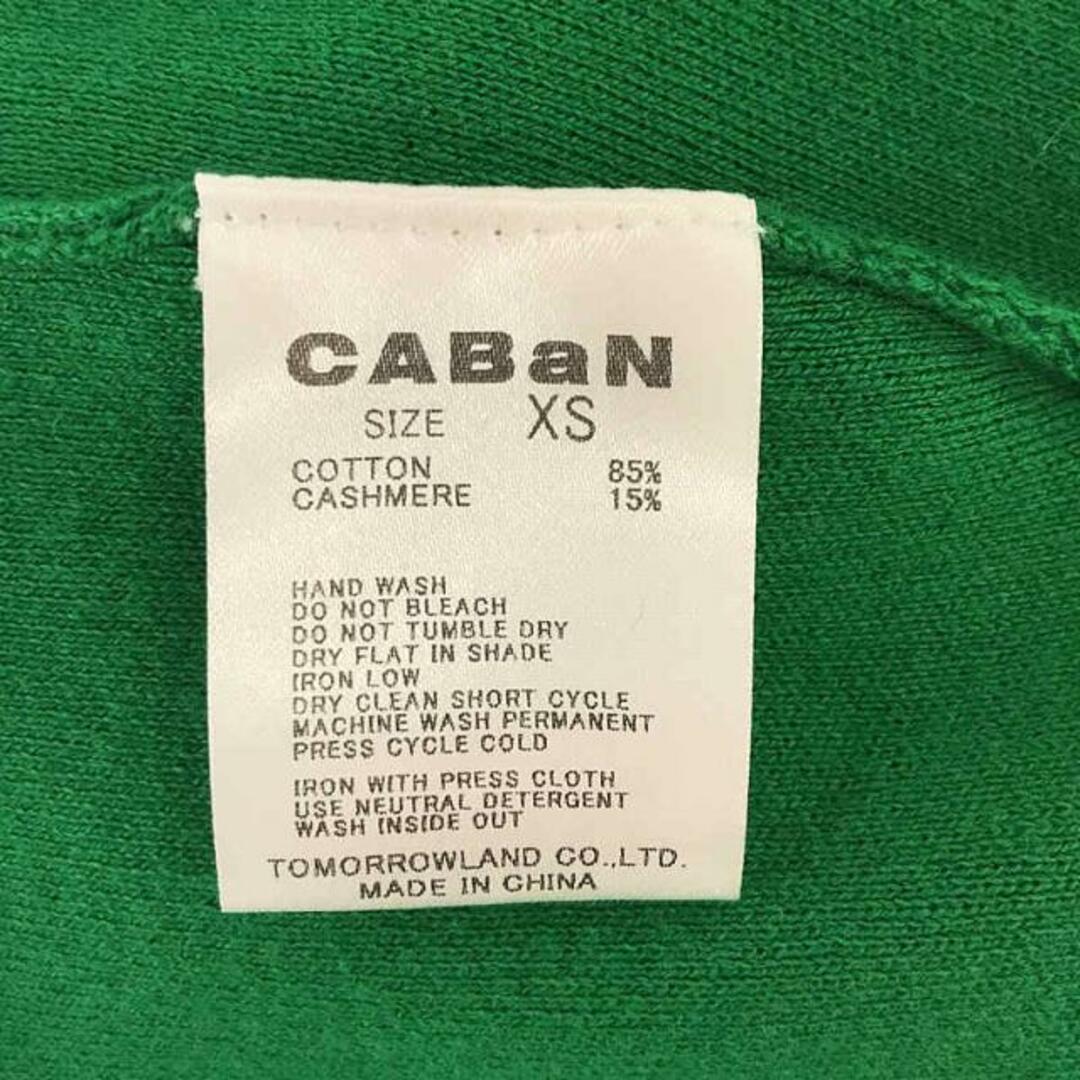 CABaN
SIZE XS
COTTON 85%
CASHMERE 15%
HAND WASH
DO NOT BLEACH
DO NOT TUMBLE DRY
DRY FLAT IN SHADE
IRON LOW
DRY CLEAN SHORT CYCLE
MACHINE WASH PERMANENT
PRESS CYCLE COLD
IRON WITH PRESS CLOTH
USE NEUTRAL DETERGENT
WASH INSIDE OUT
TOMORROWLAND CO.,LTD.
MADE IN CHINA